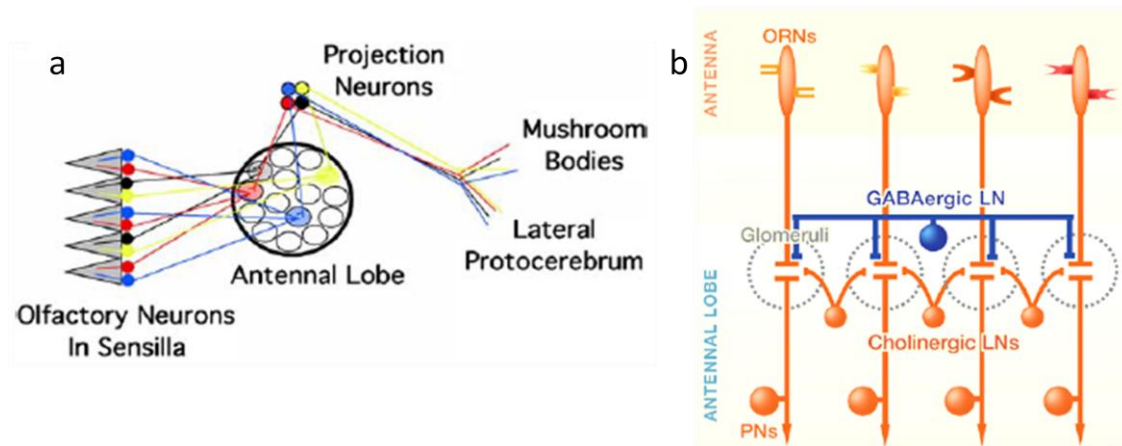 a
Projection
Neurons
Mushroom
Bodies
Lateral
Protocerebrum
Antennal Lobe
Olfactory Neurons
In Sensilla
b
ANTENNA
ORNs
GABAergic LN
Glomeruli
Cholinergic LNs
ANTENNAL LOBE
PNs